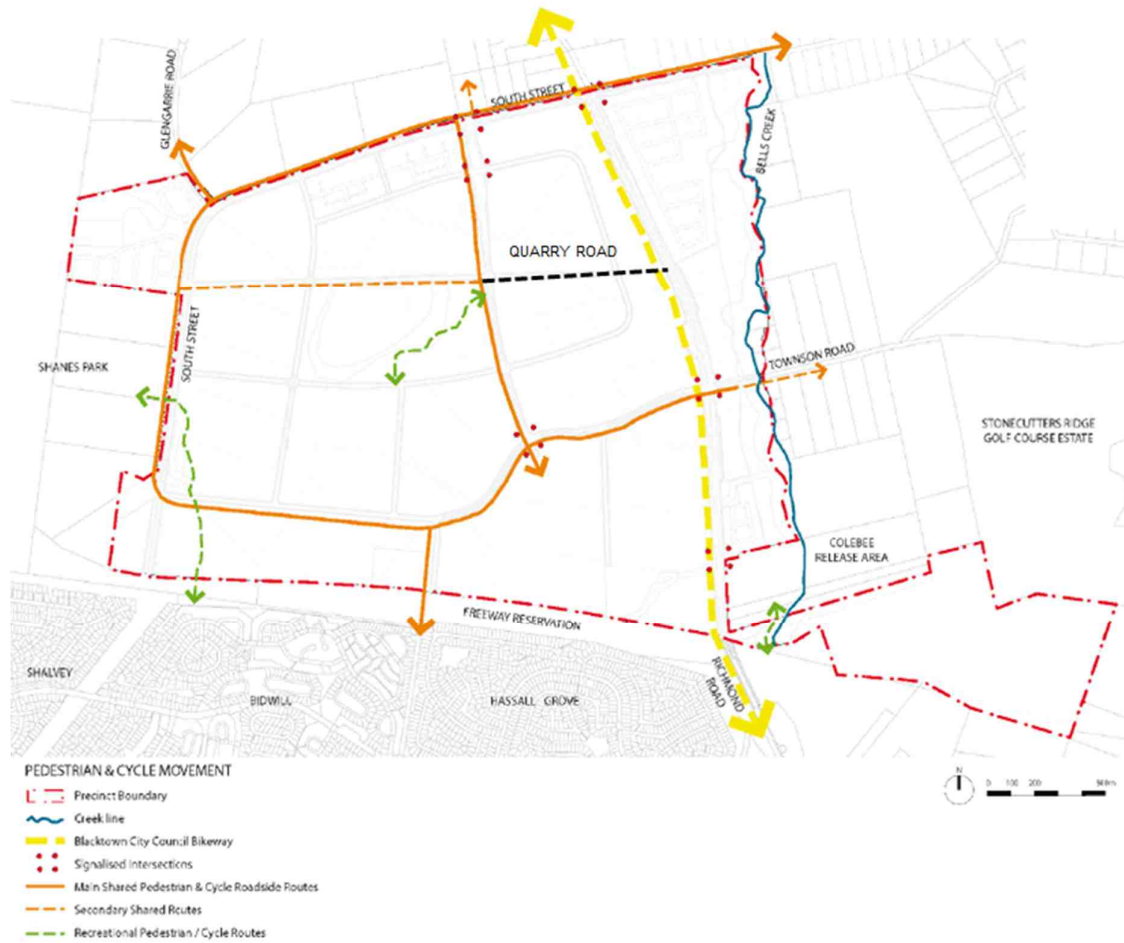 GLENGARRIE ROAD
SOUTH STREET
BELLS CREEK
QUARRY ROAD
SOUTH STREET
TOWNSON ROAD
SHANES PARK
STONECUTTERS RIDGE
GOLF COURSE ESTATE
COLEBEE
RELEASE AREA
FREEWAY RESERVATION
RICHMOND
ROAD
SHALVEY
BIDWILL
HASSALL GROVE
PEDESTRIAN & CYCLE MOVEMENT
N
0 100 200 500m
Precinct Boundary
Creek line
Blacktown City Council Bikeway
Signalised Intersections
Main Shared Pedestrian & Cycle Roadside Routes
Secondary Shared Routes
Recreational Pedestrian / Cycle Routes